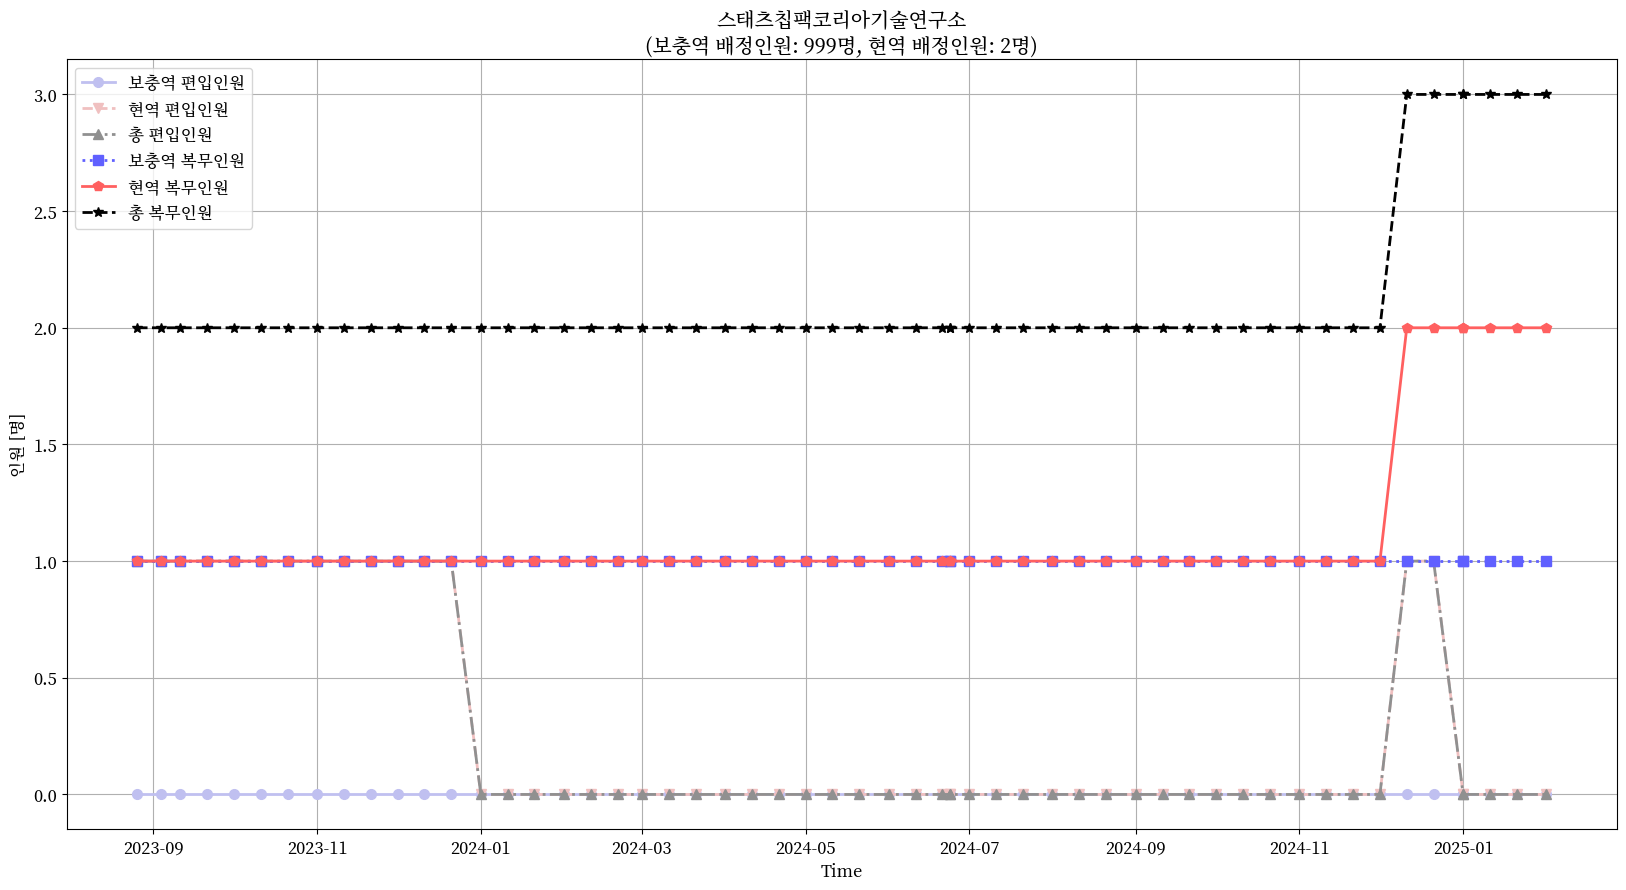 스태츠칩팩코리아기술연구소
(보충역 배정인원: 999명, 현역 배정인원: 2명)
보충역 편입인원
현역 편입인원
총 편입인원
보충역 복무인원
현역 복무인원
총 복무인원
3.0
2.5
2.0
1.5
1.0
0.5
0.0
인원 [명]
2023-09 2023-11 2024-01 2024-03 2024-05 2024-07 2024-09 2024-11 2025-01
Time